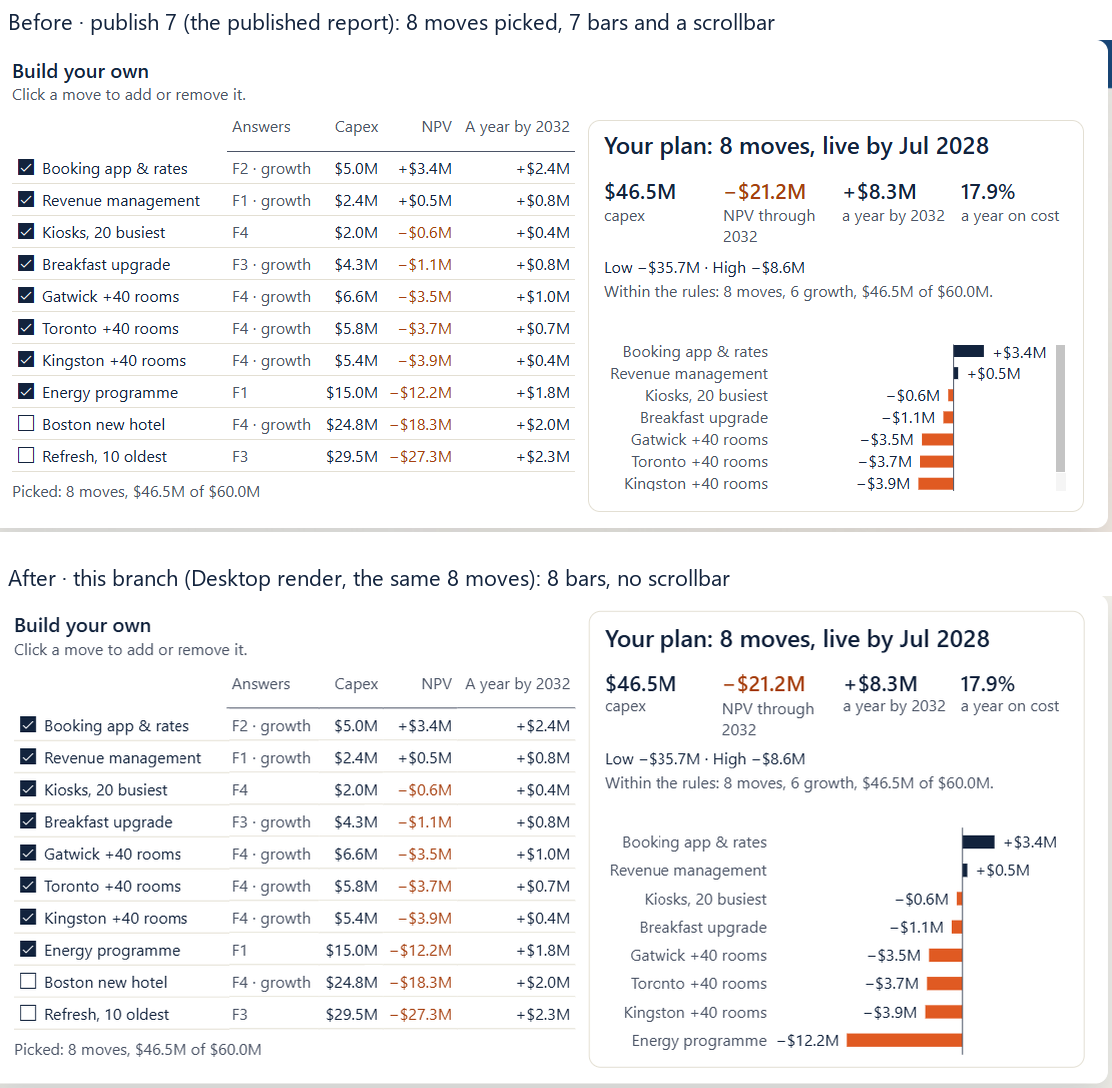 Before · publish 7 (the published report): 8 moves picked, 7 bars and a scrollbar
Build your own
Click a move to add or remove it.
Answers Capex NPV A year by 2032
Booking app & rates F2 · growth $5.0M +$3.4M +$2.4M
Revenue management F1 · growth $2.4M +$0.5M +$0.8M
Kiosks, 20 busiest F4 $2.0M −$0.6M +$0.4M
Breakfast upgrade F3 · growth $4.3M −$1.1M +$0.8M
Gatwick +40 rooms F4 · growth $6.6M −$3.5M +$1.0M
Toronto +40 rooms F4 · growth $5.8M −$3.7M +$0.7M
Kingston +40 rooms F4 · growth $5.4M −$3.9M +$0.4M
Energy programme F1 $15.0M −$12.2M +$1.8M
Boston new hotel F4 · growth $24.8M −$18.3M +$2.0M
Refresh, 10 oldest F3 $29.5M −$27.3M +$2.3M
Picked: 8 moves, $46.5M of $60.0M
Your plan: 8 moves, live by Jul 2028
$46.5M −$21.2M +$8.3M 17.9%
capex NPV through a year by 2032 a year on cost
2032
Low −$35.7M · High −$8.6M
Within the rules: 8 moves, 6 growth, $46.5M of $60.0M.
Booking app & rates +$3.4M
Revenue management +$0.5M
Kiosks, 20 busiest −$0.6M
Breakfast upgrade −$1.1M
Gatwick +40 rooms −$3.5M
Toronto +40 rooms −$3.7M
Kingston +40 rooms −$3.9M
After · this branch (Desktop render, the same 8 moves): 8 bars, no scrollbar
Build your own
Click a move to add or remove it.
Answers Capex NPV A year by 2032
Booking app & rates F2 · growth $5.0M +$3.4M +$2.4M
Revenue management F1 · growth $2.4M +$0.5M +$0.8M
Kiosks, 20 busiest F4 $2.0M −$0.6M +$0.4M
Breakfast upgrade F3 · growth $4.3M −$1.1M +$0.8M
Gatwick +40 rooms F4 · growth $6.6M −$3.5M +$1.0M
Toronto +40 rooms F4 · growth $5.8M −$3.7M +$0.7M
Kingston +40 rooms F4 · growth $5.4M −$3.9M +$0.4M
Energy programme F1 $15.0M −$12.2M +$1.8M
Boston new hotel F4 · growth $24.8M −$18.3M +$2.0M
Refresh, 10 oldest F3 $29.5M −$27.3M +$2.3M
Picked: 8 moves, $46.5M of $60.0M
Your plan: 8 moves, live by Jul 2028
$46.5M −$21.2M +$8.3M 17.9%
capex NPV through a year by 2032 a year on cost
2032
Low −$35.7M · High −$8.6M
Within the rules: 8 moves, 6 growth, $46.5M of $60.0M.
Booking app & rates +$3.4M
Revenue management +$0.5M
Kiosks, 20 busiest −$0.6M
Breakfast upgrade −$1.1M
Gatwick +40 rooms −$3.5M
Toronto +40 rooms −$3.7M
Kingston +40 rooms −$3.9M
Energy programme −$12.2M